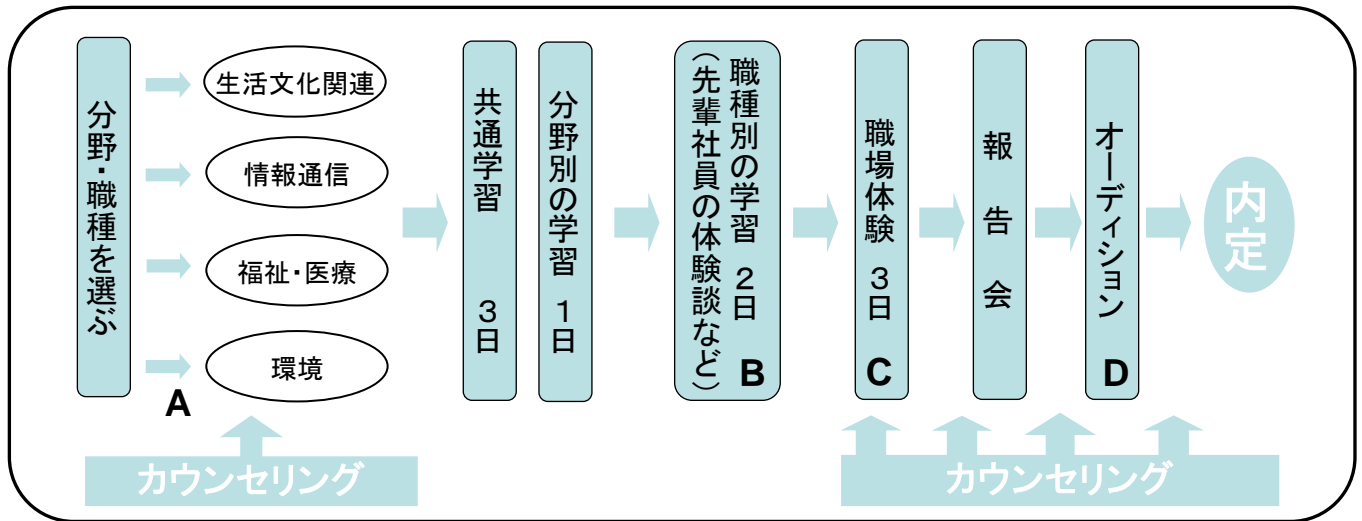 分野・職種を選ぶ
生活文化関連
情報通信
福祉・医療
環境
A
カウンセリング
共通学習 3日
分野別の学習 1日
職種別の学習 2日
(先輩社員の体験談など)
B
職場体験 3日
C
報告会
オーディション
D
内定
カウンセリング